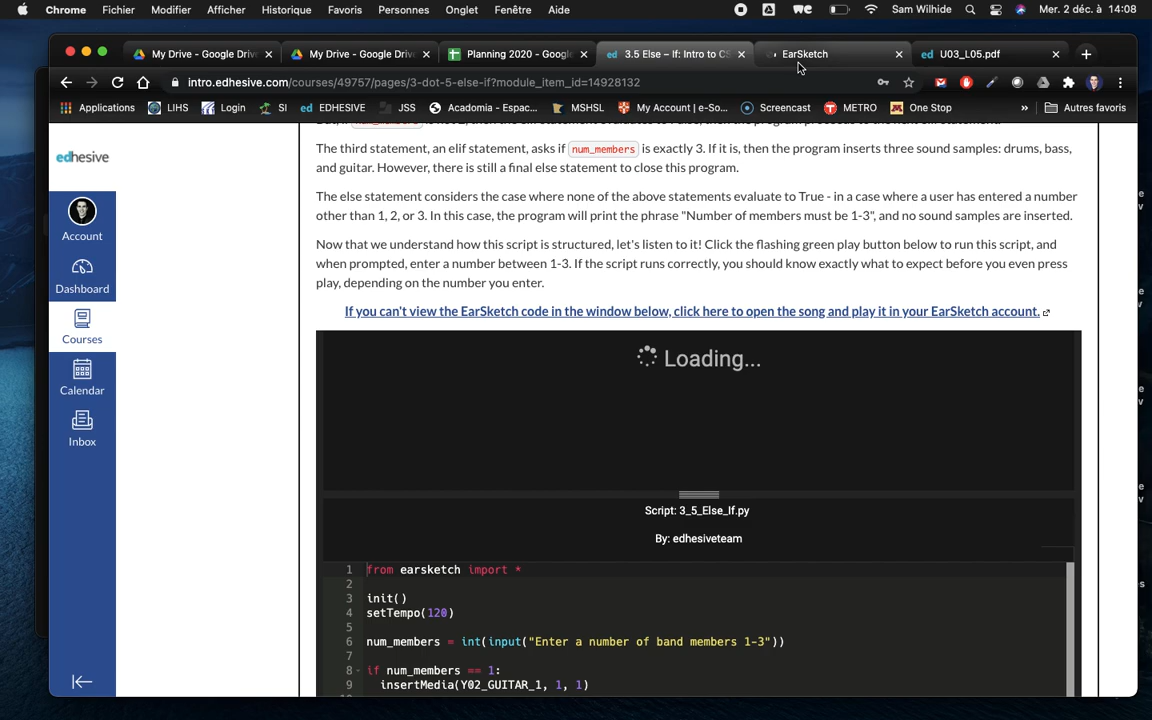 Chrome Fichier Modifier Afficher Historique Favoris Personnes Onglet Fenêtre Aide Sam Wilhide Mer. 2 déc. à 14:08
My Drive - Google Driv My Drive - Google Driv Planning 2020 - Googl 3.5 Else – If: Intro to CS EarSketch U03_L05.pdf
intro.edhesive.com/courses/49757/pages/3-dot-5-else-if?module_item_id=14928132
Applications LIHS Login SI EDHESIVE JSS Acadomia - Espac... MSHSL My Account | e-So... Screencast METRO One Stop » Autres favoris
edhesive
Account
Dashboard
Courses
Calendar
Inbox
The third statement, an elif statement, asks if num_members is exactly 3. If it is, then the program inserts three sound samples: drums, bass,
and guitar. However, there is still a final else statement to close this program.
The else statement considers the case where none of the above statements evaluate to True - in a case where a user has entered a number
other than 1, 2, or 3. In this case, the program will print the phrase "Number of members must be 1-3", and no sound samples are inserted.
Now that we understand how this script is structured, let's listen to it! Click the flashing green play button below to run this script, and
when prompted, enter a number between 1-3. If the script runs correctly, you should know exactly what to expect before you even press
play, depending on the number you enter.
If you can't view the EarSketch code in the window below, click here to open the song and play it in your EarSketch account.
Loading...
Script: 3_5_Else_If.py
By: edhesiveteam
1 from earsketch import *
2
3 init()
4 setTempo(120)
5
6 num_members = int(input("Enter a number of band members 1-3"))
7
8 if num_members == 1:
9 insertMedia(Y02_GUITAR_1, 1, 1)